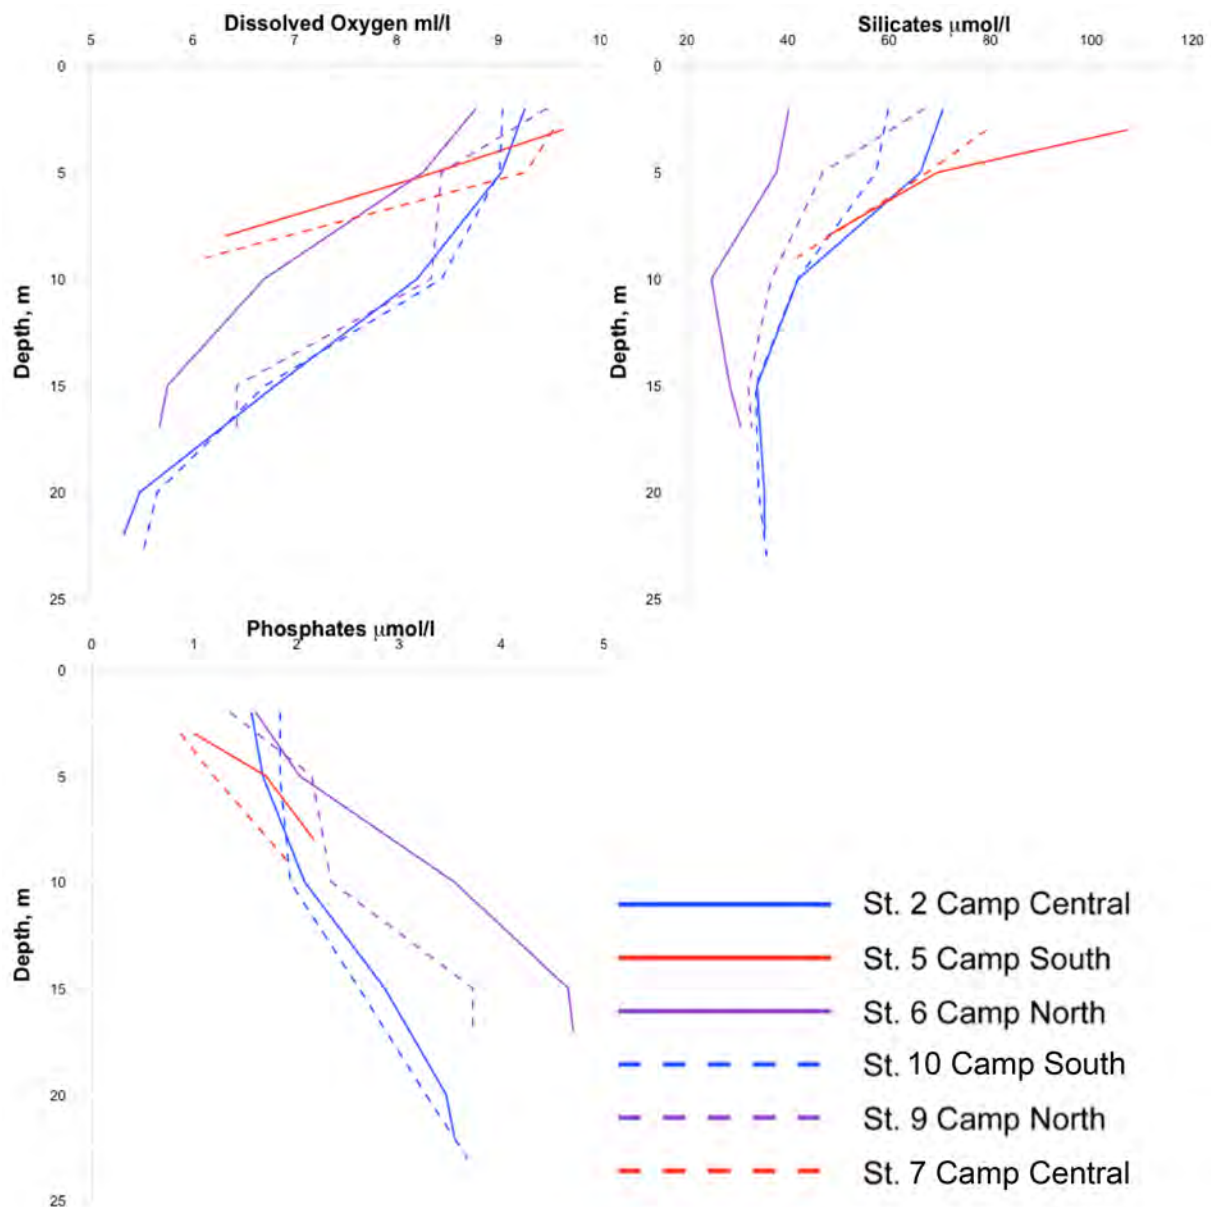 Dissolved Oxygen ml/l
5 6 7 8 9 10
0
5
10
15
20
25
Depth, m
Silicates μmol/l
20 40 60 80 100 120
0
5
10
15
20
25
Depth, m
Phosphates μmol/l
0 1 2 3 4 5
0
5
10
15
20
25
Depth, m
St. 2 Camp Central
St. 5 Camp South
St. 6 Camp North
St. 10 Camp South
St. 9 Camp North
St. 7 Camp Central